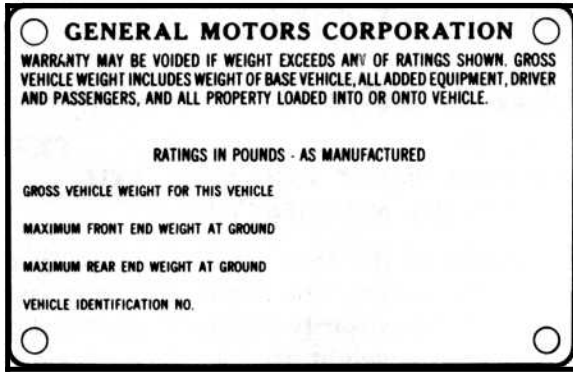 GENERAL MOTORS CORPORATION
WARRANTY MAY BE VOIDED IF WEIGHT EXCEEDS ANY OF RATINGS SHOWN. GROSS
VEHICLE WEIGHT INCLUDES WEIGHT OF BASE VEHICLE, ALL ADDED EQUIPMENT, DRIVER
AND PASSENGERS, AND ALL PROPERTY LOADED INTO OR ONTO VEHICLE.
RATINGS IN POUNDS - AS MANUFACTURED
GROSS VEHICLE WEIGHT FOR THIS VEHICLE
MAXIMUM FRONT END WEIGHT AT GROUND
MAXIMUM REAR END WEIGHT AT GROUND
VEHICLE IDENTIFICATION NO.